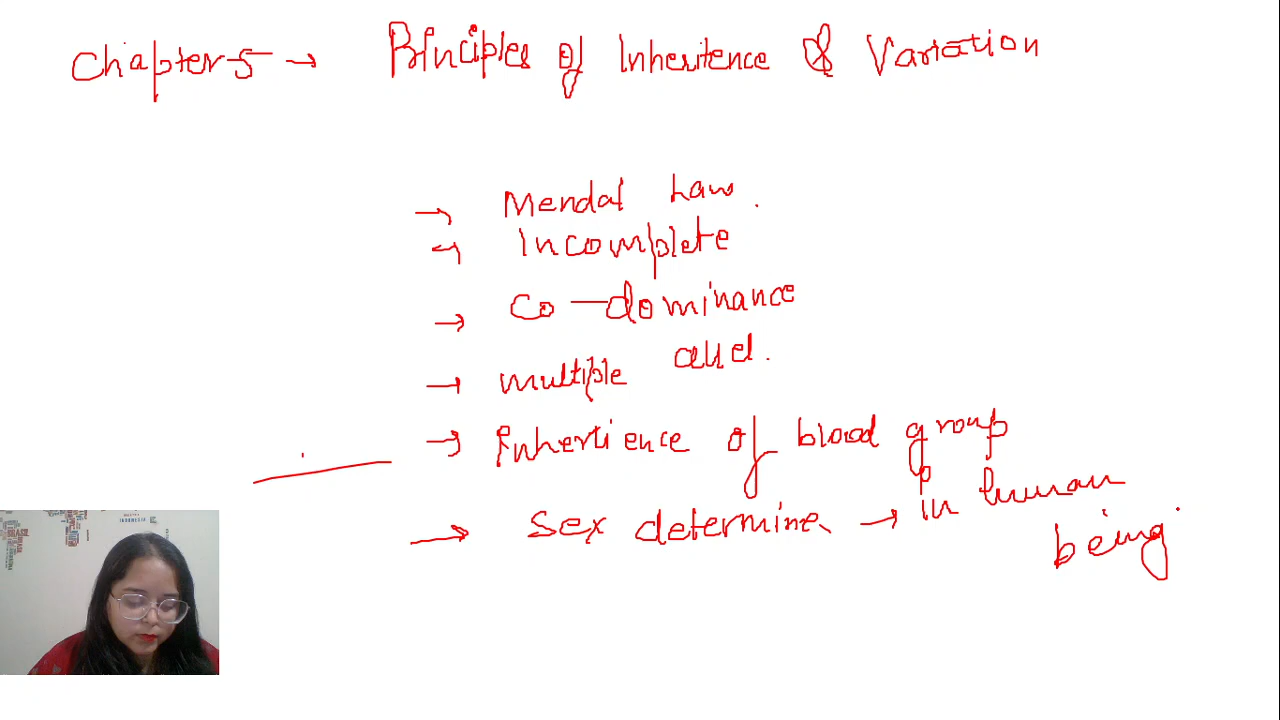 Chapter-5 → Principles of Inheritence & Variation
→ Mendal Law.
→ Incomplete
→ Co-dominance
→ multiple allel.
→ Inhertience of blood group
→ Sex determine → in human
being.